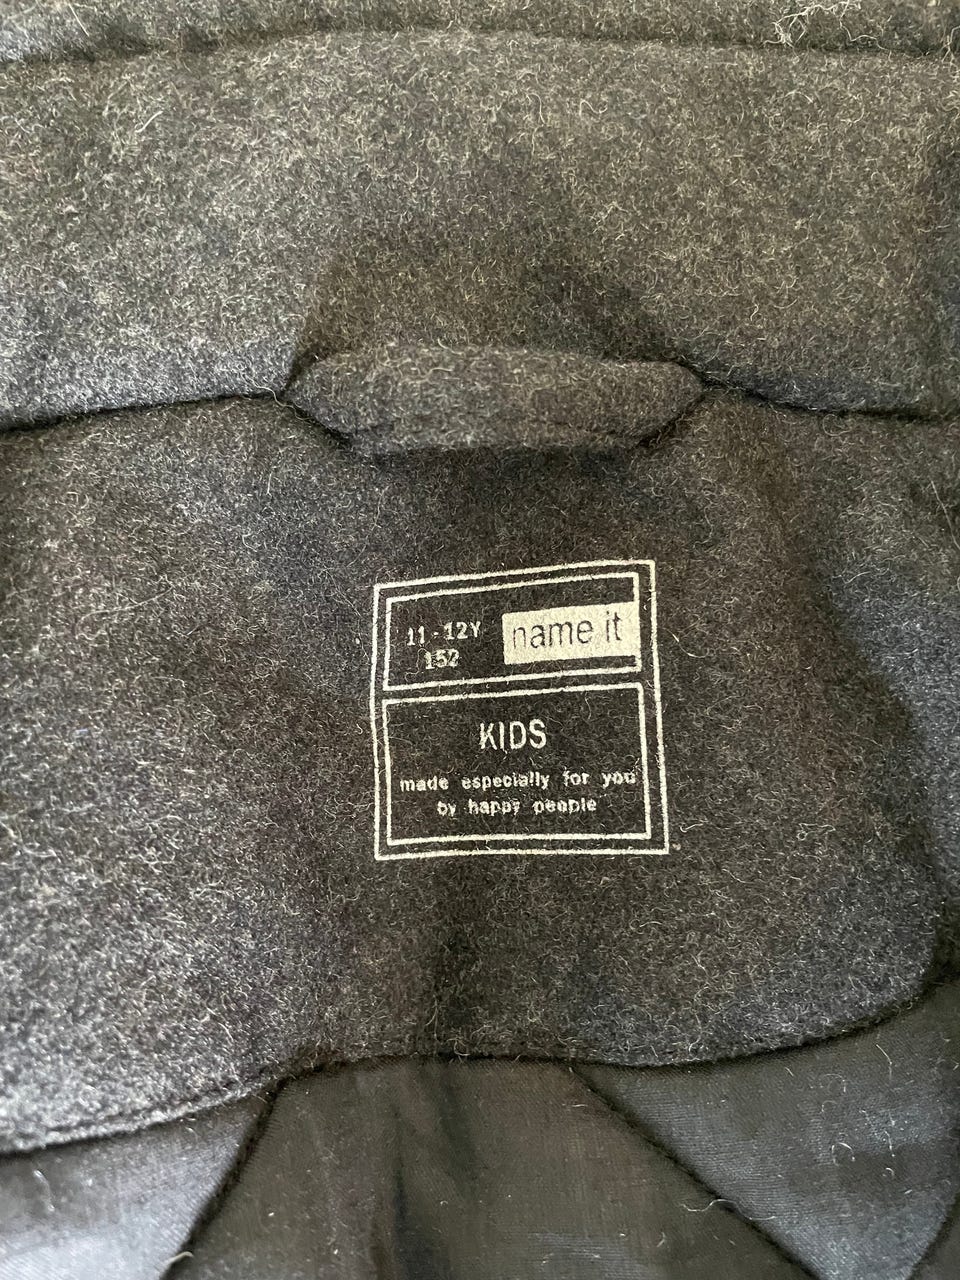 11-12Y
152
name it
KIDS
made especially for you
by happy people